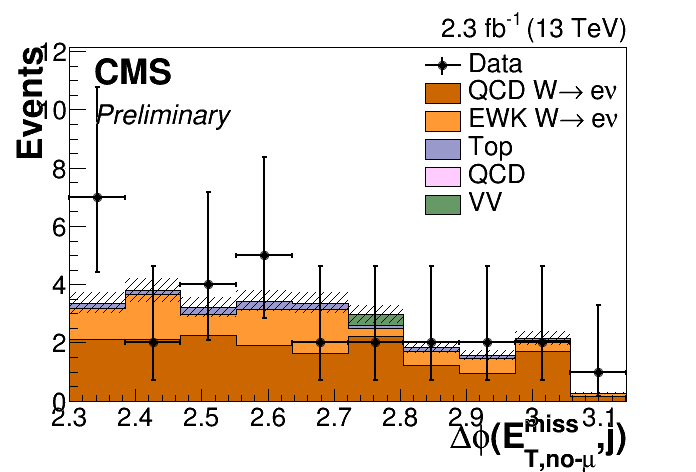 2.3 fb⁻¹ (13 TeV)
Events
CMS
Preliminary
Data
QCD W→ eν
EWK W→ eν
Top
QCD
VV
12
10
8
6
4
2
0
2.3 2.4 2.5 2.6 2.7 2.8 2.9 3 3.1
Δϕ(E^miss_T,no-μ,j)